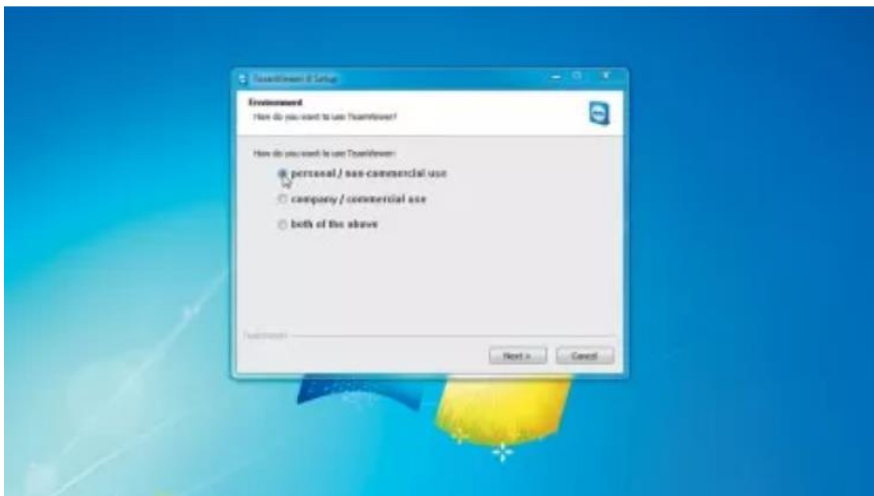 TeamViewer 8 Setup
Environment
How do you want to use TeamViewer?
How do you want to use TeamViewer:
personal / non-commercial use
company / commercial use
both of the above
TeamViewer
Next >
Cancel